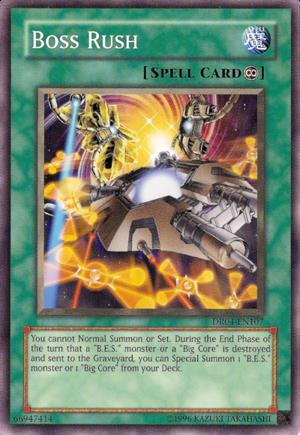 BOSS RUSH
[SPELL CARD]
DR04-EN107
You cannot Normal Summon or Set. During the End Phase of
the turn that a "B.E.S." monster or a "Big Core" is destroyed
and sent to the Graveyard, you can Special Summon 1 "B.E.S."
monster or 1 "Big Core" from your Deck.
66947414
©1996 KAZUKI TAKAHASHI